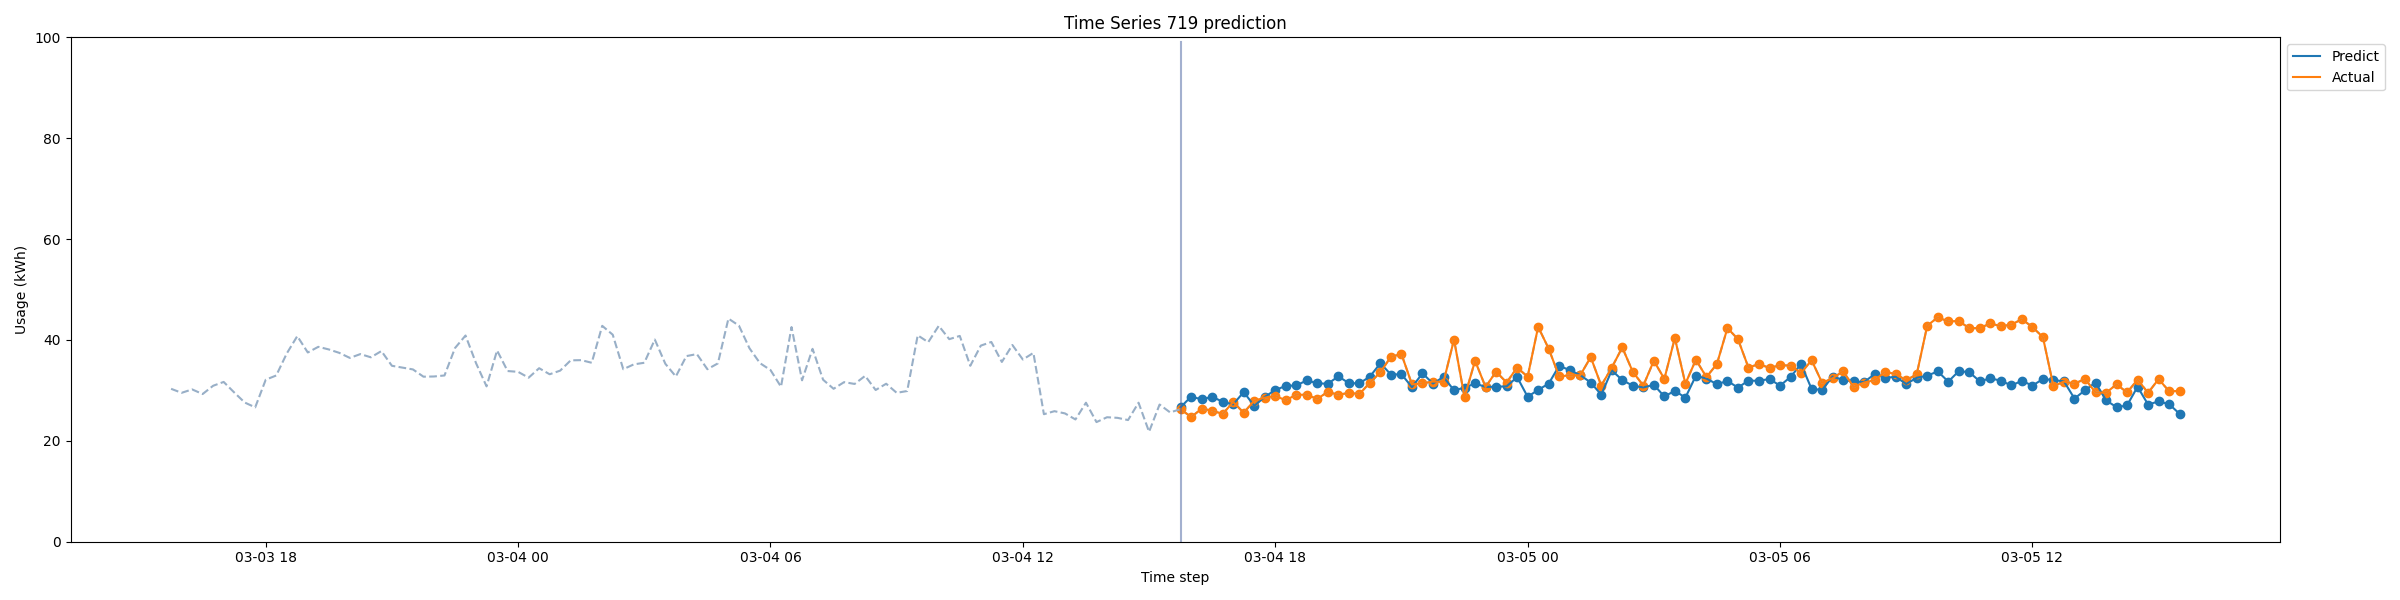 Time Series 719 prediction
Predict
Actual
Usage (kWh)
100
80
60
40
20
0
03-03 18
03-04 00
03-04 06
03-04 12
03-04 18
03-05 00
03-05 06
03-05 12
Time step